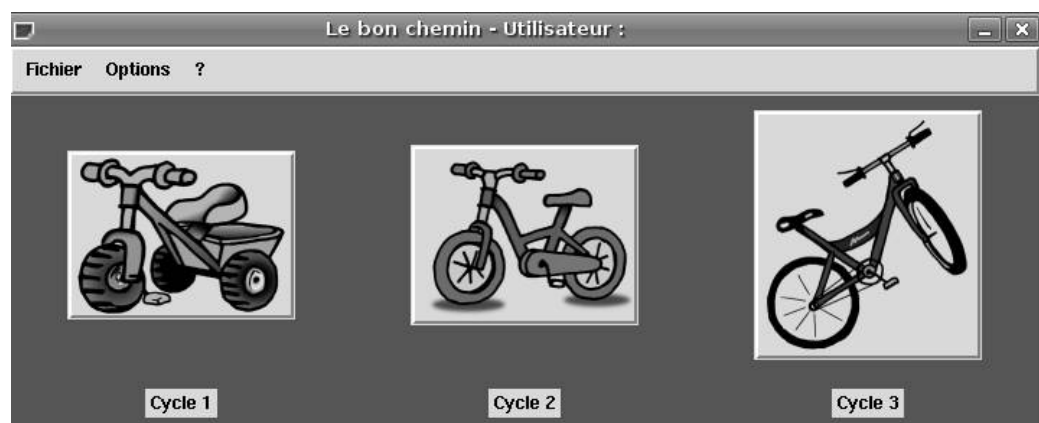 Le bon chemin - Utilisateur :
Fichier Options ?
Cycle 1 Cycle 2 Cycle 3